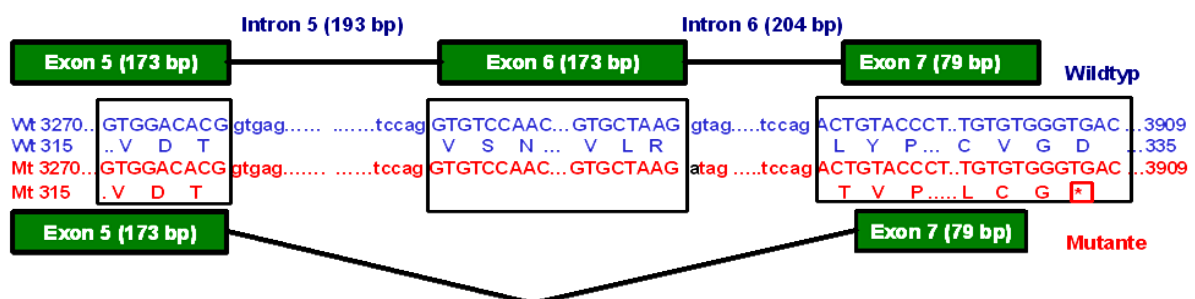 Intron 5 (193 bp) Intron 6 (204 bp)
Exon 5 (173 bp) Exon 6 (173 bp) Exon 7 (79 bp) Wildtyp
Wt 3270.. GTGGACACG gtgag...... .......tccag GTGTCCAAC...GTGCTAAG gtag.....tccag ACTGTACCCT..TGTGTGGGTGAC ...3909
Wt 315 ..V D T V S N... V L R L Y P... C V G D ...335
Mt 3270.. GTGGACACG gtgag...... .......tccag GTGTCCAAC...GTGCTAAG atag.....tccag ACTGTACCCT..TGTGTGGGTGAC ...3909
Mt 315 . V D T T V P..... L C G *
Exon 5 (173 bp) Exon 7 (79 bp) Mutante